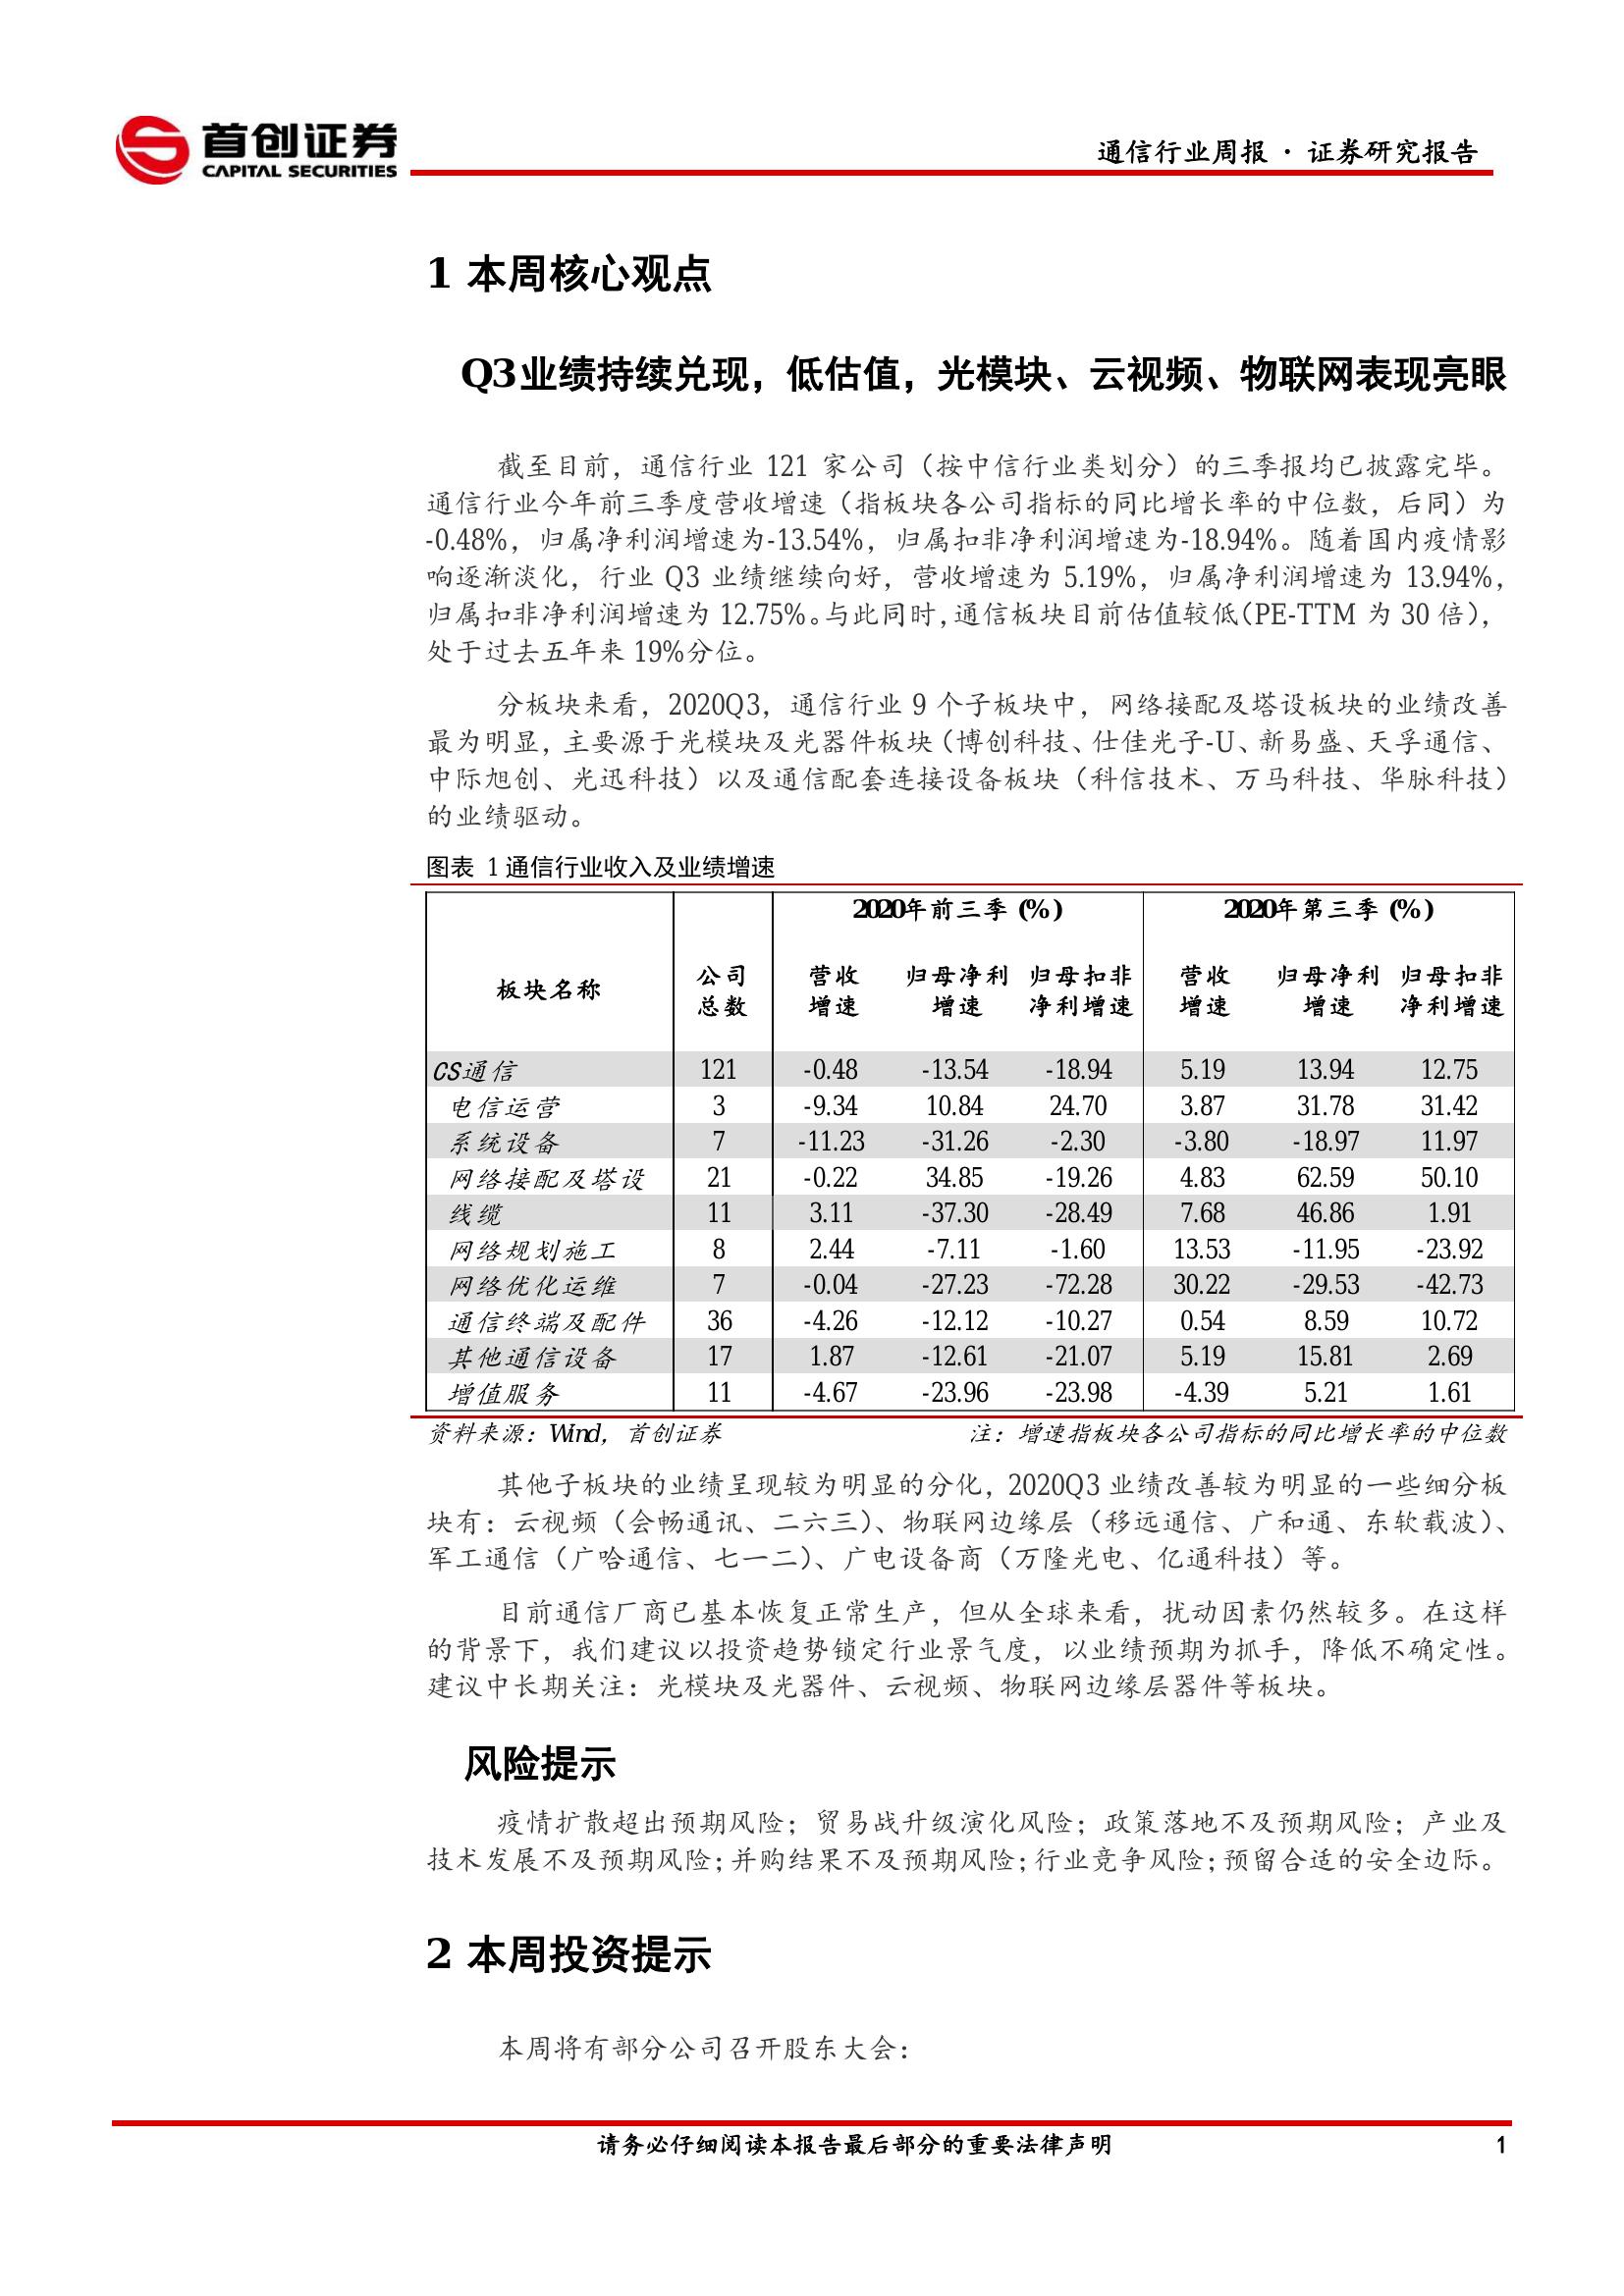 首创证券
CAPITAL SECURITIES
通信行业周报 · 证券研究报告
1 本周核心观点
Q3业绩持续兑现，低估值，光模块、云视频、物联网表现亮眼
截至目前，通信行业 121 家公司（按中信行业类划分）的三季报均已披露完毕。
通信行业今年前三季度营收增速（指板块各公司指标的同比增长率的中位数，后同）为
-0.48%，归属净利润增速为-13.54%，归属扣非净利润增速为-18.94%。随着国内疫情影
响逐渐淡化，行业 Q3 业绩继续向好，营收增速为 5.19%，归属净利润增速为 13.94%，
归属扣非净利润增速为 12.75%。与此同时，通信板块目前估值较低（PE-TTM 为 30 倍），
处于过去五年来 19%分位。
分板块来看，2020Q3，通信行业 9 个子板块中，网络接配及塔设板块的业绩改善
最为明显，主要源于光模块及光器件板块（博创科技、仕佳光子-U、新易盛、天孚通信、
中际旭创、光迅科技）以及通信配套连接设备板块（科信技术、万马科技、华脉科技）
的业绩驱动。
图表 1 通信行业收入及业绩增速
2020年前三季 (%) 2020年第三季 (%)
板块名称 公司总数 营收增速 归母净利增速 归母扣非净利增速 营收增速 归母净利增速 归母扣非净利增速
CS通信 121 -0.48 -13.54 -18.94 5.19 13.94 12.75
电信运营 3 -9.34 10.84 24.70 3.87 31.78 31.42
系统设备 7 -11.23 -31.26 -2.30 -3.80 -18.97 11.97
网络接配及塔设 21 -0.22 34.85 -19.26 4.83 62.59 50.10
线缆 11 3.11 -37.30 -28.49 7.68 46.86 1.91
网络规划施工 8 2.44 -7.11 -1.60 13.53 -11.95 -23.92
网络优化运维 7 -0.04 -27.23 -72.28 30.22 -29.53 -42.73
通信终端及配件 36 -4.26 -12.12 -10.27 0.54 8.59 10.72
其他通信设备 17 1.87 -12.61 -21.07 5.19 15.81 2.69
增值服务 11 -4.67 -23.96 -23.98 -4.39 5.21 1.61
资料来源：Wind，首创证券 注：增速指板块各公司指标的同比增长率的中位数
其他子板块的业绩呈现较为明显的分化，2020Q3 业绩改善较为明显的一些细分板
块有：云视频（会畅通讯、二六三）、物联网边缘层（移远通信、广和通、东软载波）、
军工通信（广哈通信、七一二）、广电设备商（万隆光电、亿通科技）等。
目前通信厂商已基本恢复正常生产，但从全球来看，扰动因素仍然较多。在这样
的背景下，我们建议以投资趋势锁定行业景气度，以业绩预期为抓手，降低不确定性。
建议中长期关注：光模块及光器件、云视频、物联网边缘层器件等板块。
风险提示
疫情扩散超出预期风险；贸易战升级演化风险；政策落地不及预期风险；产业及
技术发展不及预期风险；并购结果不及预期风险；行业竞争风险；预留合适的安全边际。
2 本周投资提示
本周将有部分公司召开股东大会：
请务必仔细阅读本报告最后部分的重要法律声明 1